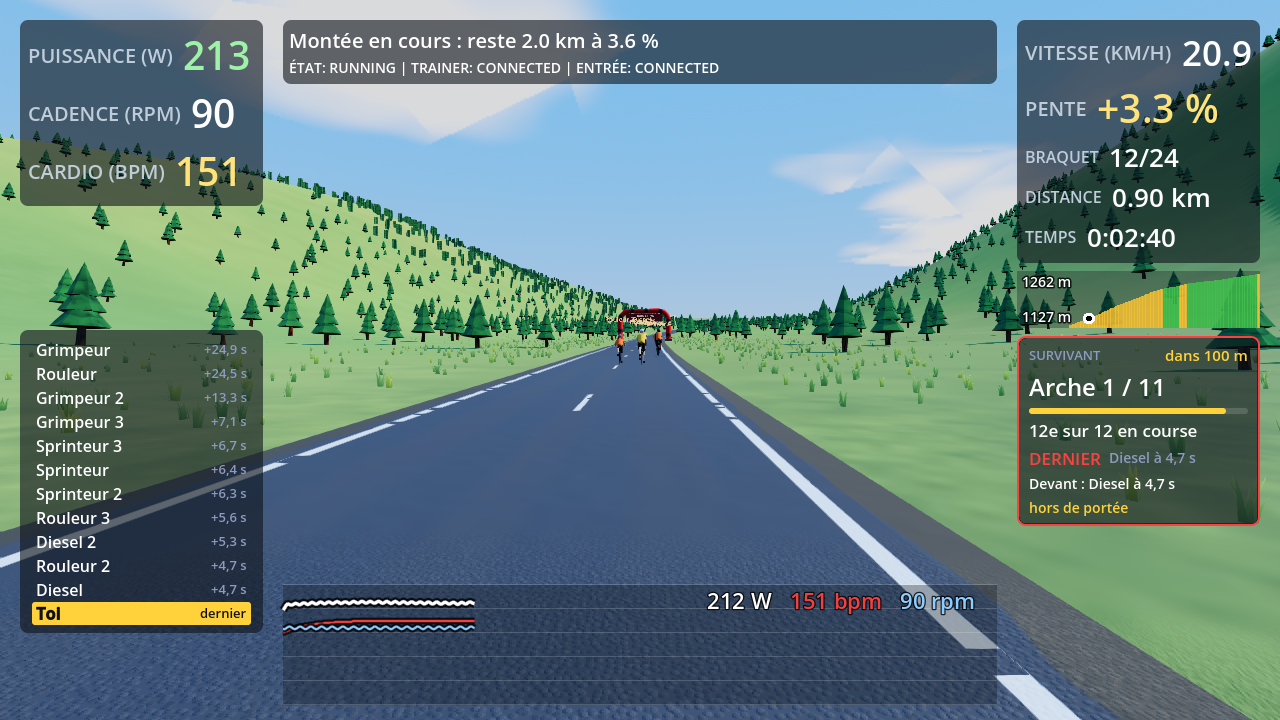 PUISSANCE (W) 213
CADENCE (RPM) 90
CARDIO (BPM) 151
Montée en cours : reste 2.0 km à 3.6 %
ÉTAT: RUNNING | TRAINER: CONNECTED | ENTRÉE: CONNECTED
VITESSE (KM/H) 20.9
PENTE +3.3 %
BRAQUET 12/24
DISTANCE 0.90 km
TEMPS 0:02:40
1262 m
1127 m
SURVIVANT dans 100 m
Arche 1 / 11
12e sur 12 en course
DERNIER Diesel à 4,7 s
Devant : Diesel à 4,7 s
hors de portée
Grimpeur +24,9 s
Rouleur +24,5 s
Grimpeur 2 +13,3 s
Grimpeur 3 +7,1 s
Sprinteur 3 +6,7 s
Sprinteur +6,4 s
Sprinteur 2 +6,3 s
Rouleur 3 +5,6 s
Diesel 2 +5,3 s
Rouleur 2 +4,7 s
Diesel +4,7 s
Toi dernier
212 W 151 bpm 90 rpm